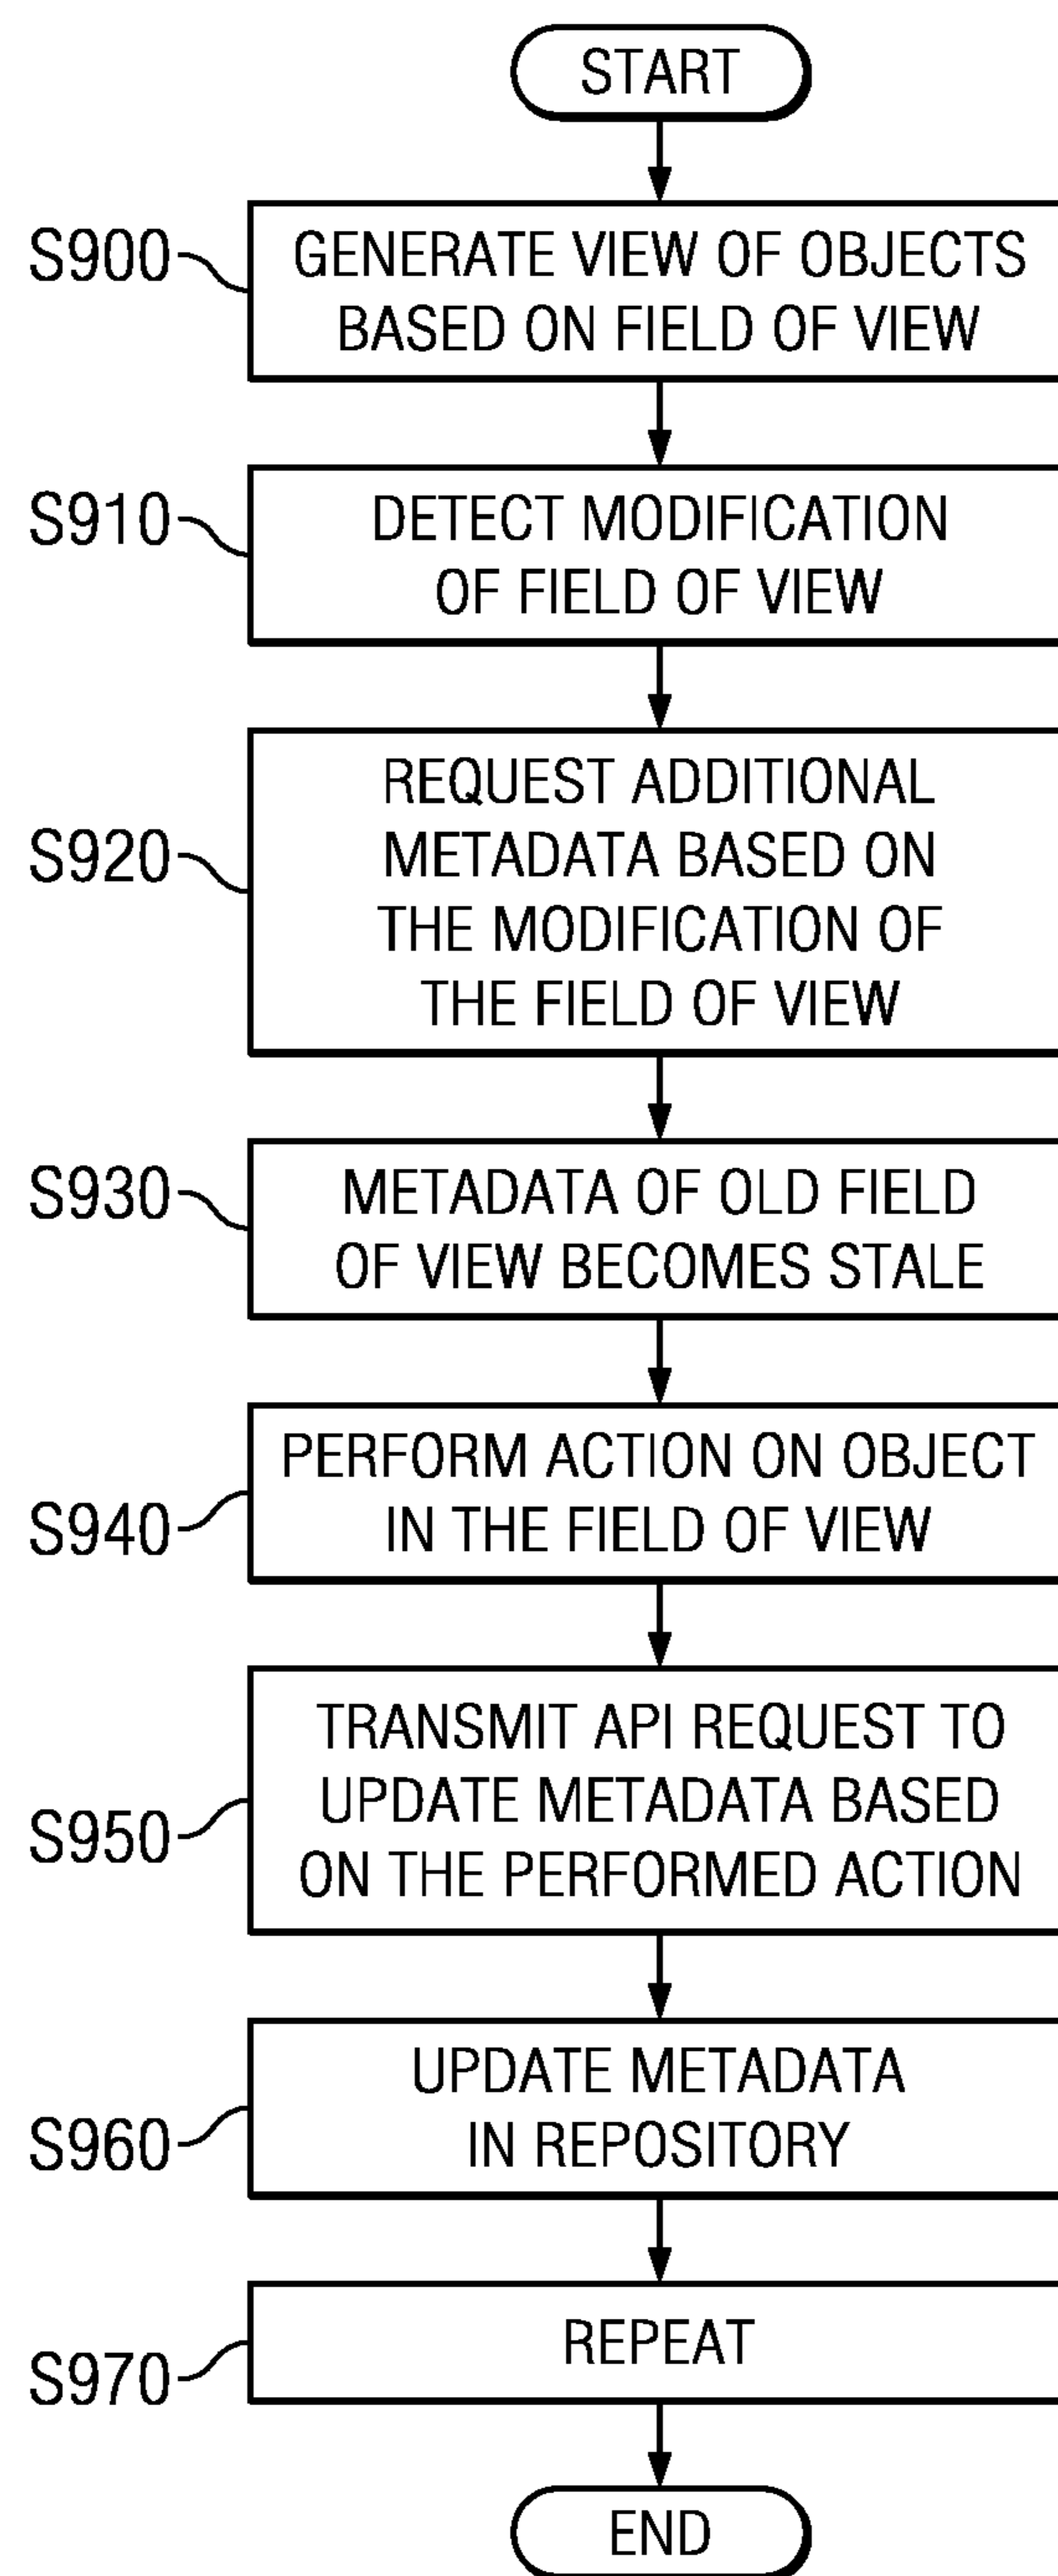 START
S900
GENERATE VIEW OF OBJECTS
BASED ON FIELD OF VIEW
S910
DETECT MODIFICATION
OF FIELD OF VIEW
S920
REQUEST ADDITIONAL
METADATA BASED ON
THE MODIFICATION OF
THE FIELD OF VIEW
S930
METADATA OF OLD FIELD
OF VIEW BECOMES STALE
S940
PERFORM ACTION ON OBJECT
IN THE FIELD OF VIEW
S950
TRANSMIT API REQUEST TO
UPDATE METADATA BASED
ON THE PERFORMED ACTION
S960
UPDATE METADATA
IN REPOSITORY
S970
REPEAT
END